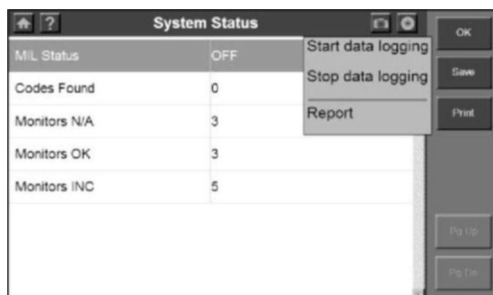 ?
System Status
MIL Status OFF
Codes Found 0
Monitors N/A 3
Monitors OK 3
Monitors INC 5
Start data logging
Stop data logging
Report
OK
Save
Print
Pg Up
Pg Dn